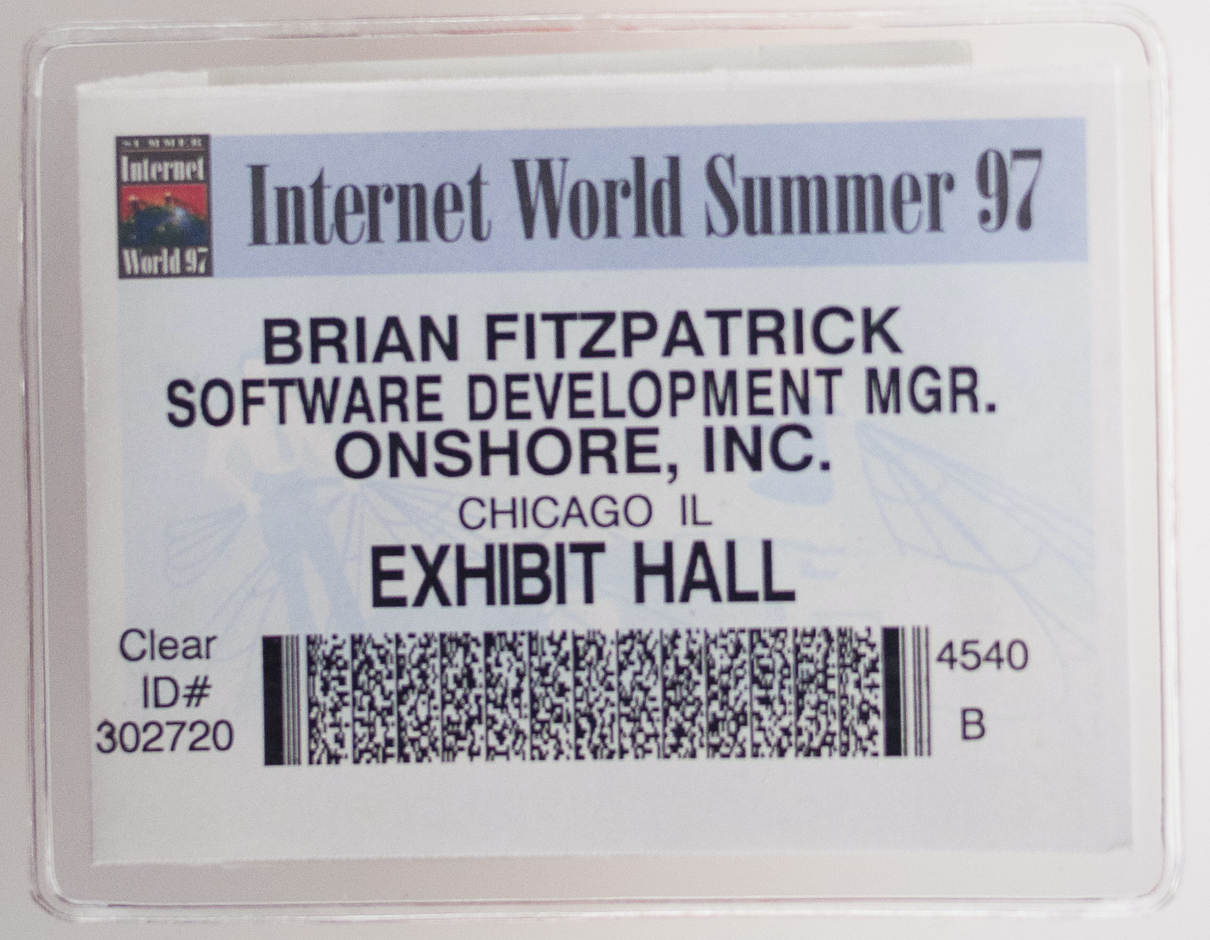 SUMMER
Internet
World 97
Internet World Summer 97
BRIAN FITZPATRICK
SOFTWARE DEVELOPMENT MGR.
ONSHORE, INC.
CHICAGO IL
EXHIBIT HALL
Clear
ID#
302720
4540
B